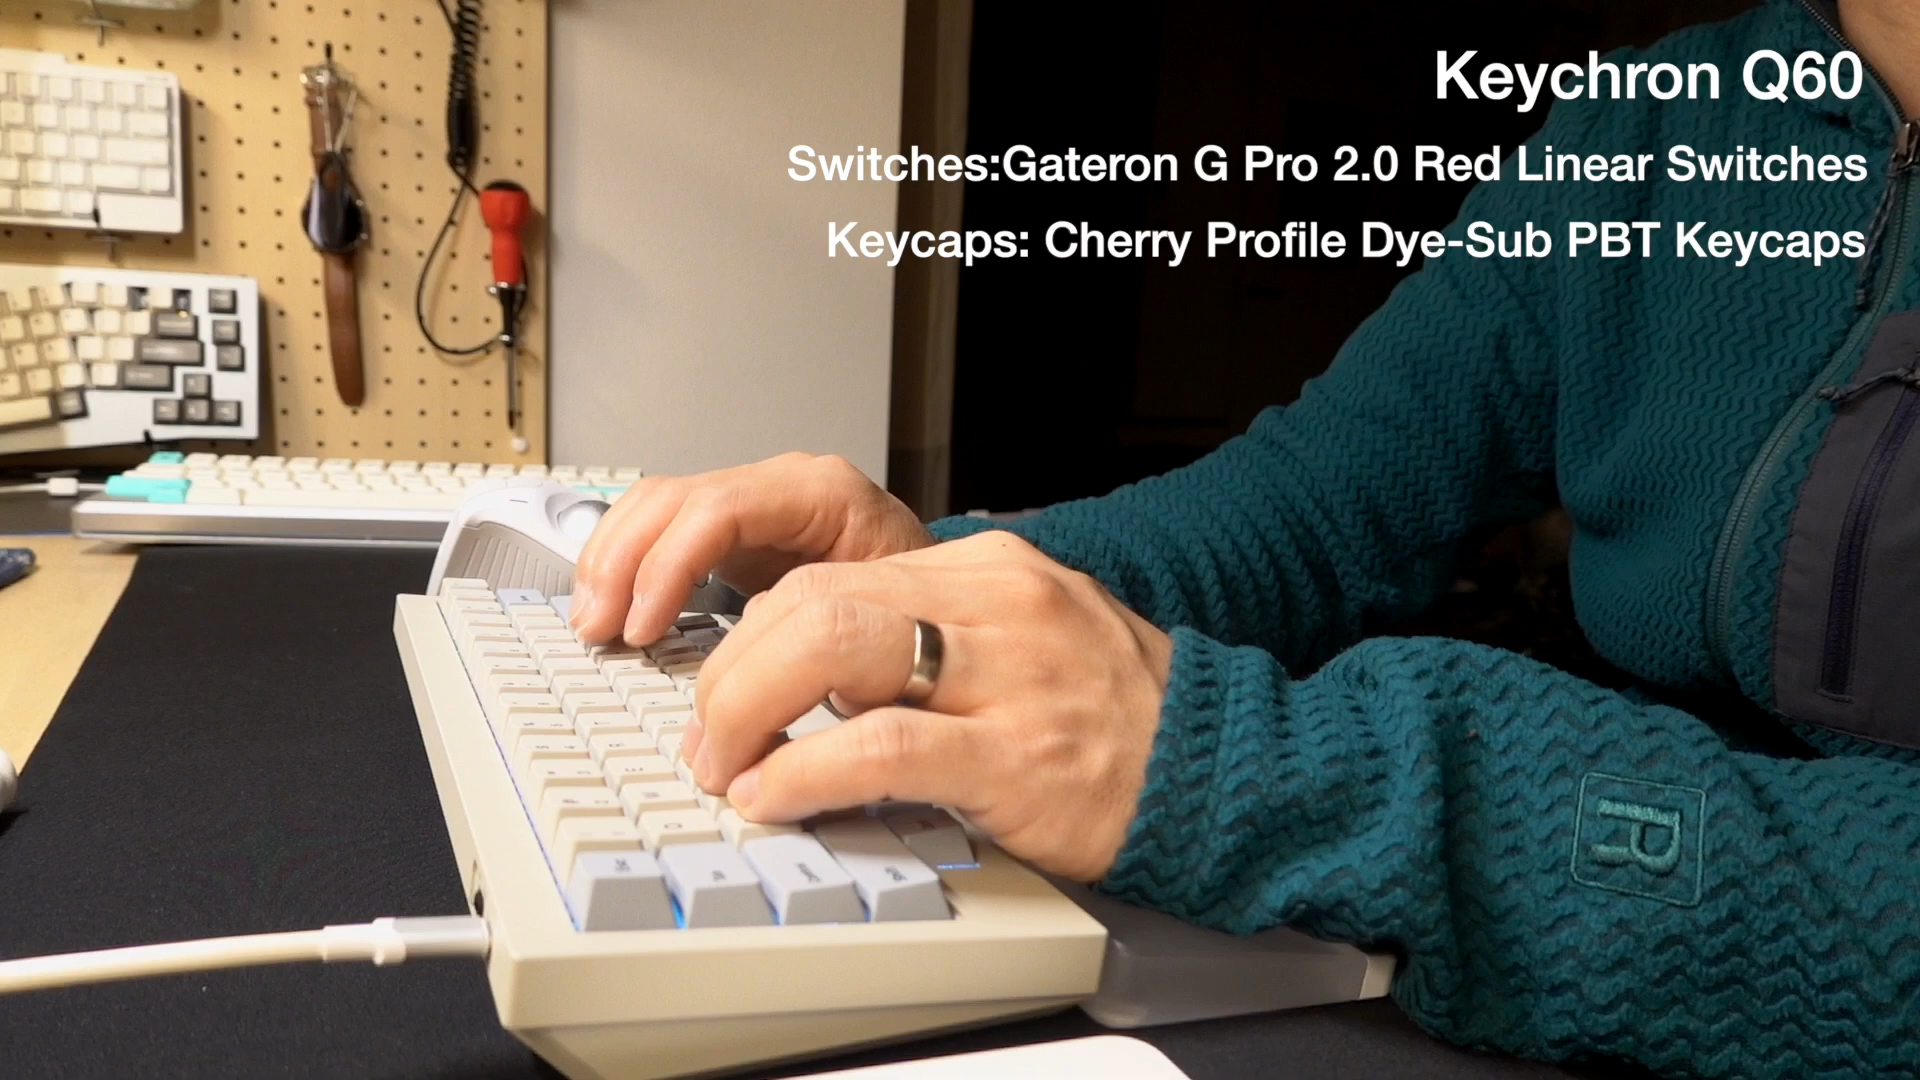 Keychron Q60
Switches:Gateron G Pro 2.0 Red Linear Switches
Keycaps: Cherry Profile Dye-Sub PBT Keycaps
R